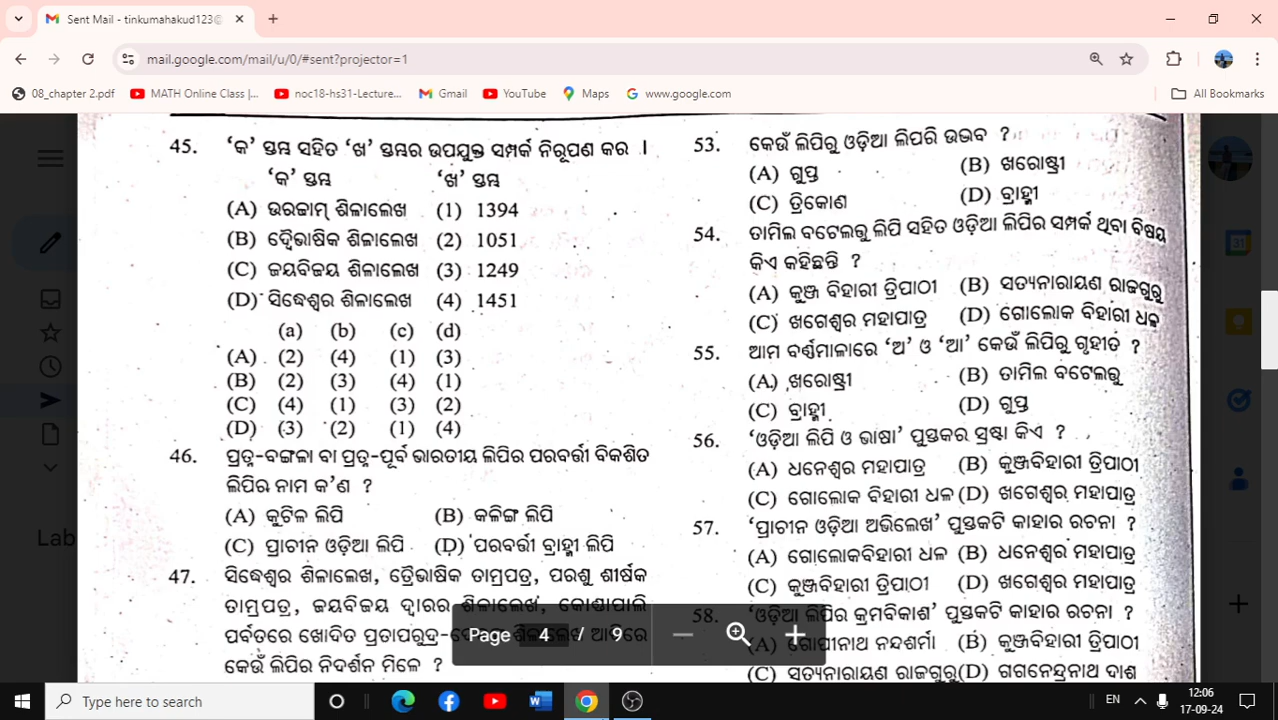 Sent Mail - tinkumahakud123@
mail.google.com/mail/u/0/#sent?projector=1
08_chapter 2.pdf
MATH Online Class |...
noc18-hs31-Lecture...
Gmail
YouTube
Maps
www.google.com
All Bookmarks
45. ‘କ’ ସ୍ତମ୍ଭ ସହିତ ‘ଖ’ ସ୍ତମ୍ଭର ଉପଯୁକ୍ତ ସମ୍ପର୍କ ନିରୂପଣ କର ।
‘କ’ ସ୍ତମ୍ଭ ‘ଖ’ ସ୍ତମ୍ଭ
(A) ଉରଜାମ୍ ଶିଳାଲେଖ (1) 1394
(B) ଦ୍ୱୈଭାଷିକ ଶିଳାଲେଖ (2) 1051
(C) ଜୟବିଜୟ ଶିଳାଲେଖ (3) 1249
(D) ସିଦ୍ଧେଶ୍ୱର ଶିଳାଲେଖ (4) 1451
(a) (b) (c) (d)
(A) (2) (4) (1) (3)
(B) (2) (3) (4) (1)
(C) (4) (1) (3) (2)
(D) (3) (2) (1) (4)
46. ପ୍ରତ୍ନ-ବଙ୍ଗଳା ବା ପ୍ରତ୍ନ-ପୂର୍ବ ଭାରତୀୟ ଲିପିର ପରବର୍ତ୍ତୀ ବିକଶିତ
ଲିପିର ନାମ କ’ଣ ?
(A) କୁଟିଳ ଲିପି (B) କଳିଙ୍ଗ ଲିପି
(C) ପ୍ରାଚୀନ ଓଡ଼ିଆ ଲିପି (D) ପରବର୍ତ୍ତୀ ବ୍ରାହ୍ମୀ ଲିପି
47. ସିଦ୍ଧେଶ୍ୱର ଶିଳାଲେଖ, ତ୍ରୈଭାଷିକ ତାମ୍ରପତ୍ର, ପରଶୁ ଶୀର୍ଷକ
ତାମ୍ରପତ୍ର, ଜୟବିଜୟ ଦ୍ୱାରର ଶିଳାଲେଖ, କୋଣ୍ଡାପାଲି
ପର୍ବତରେ ଖୋଦିତ ପ୍ରତାପରୁଦ୍ର-ଦେବଙ୍କ ଶିଳାଲେଖ ଆଦିରେ
କେଉଁ ଲିପିର ନିଦର୍ଶନ ମିଳେ ?
53. କେଉଁ ଲିପିରୁ ଓଡ଼ିଆ ଲିପରି ଉଦ୍ଭବ ?
(A) ଗୁପ୍ତ (B) ଖରୋଷ୍ଟ୍ରୀ
(C) ତ୍ରିକୋଣ (D) ବ୍ରାହ୍ମୀ
54. ତାମିଲ ବଟେଲତ୍ତୁ ଲିପି ସହିତ ଓଡ଼ିଆ ଲିପିର ସମ୍ପର୍କ ଥିବା ବିଷୟ
କିଏ କହିଛନ୍ତି ?
(A) କୁଞ୍ଜ ବିହାରୀ ତ୍ରିପାଠୀ (B) ସତ୍ୟନାରାୟଣ ରାଜଗୁରୁ
(C) ଖଗେଶ୍ୱର ମହାପାତ୍ର (D) ଗୋଲୋକ ବିହାରୀ ଧଳ
55. ଆମ ବର୍ଣ୍ଣମାଳାରେ ‘ଅ’ ଓ ‘ଆ’ କେଉଁ ଲିପିରୁ ଗୃହୀତ ?
(A) ଖରୋଷ୍ଟ୍ରୀ (B) ତାମିଲ ବଟେଲତ୍ତୁ
(C) ବ୍ରାହ୍ମୀ (D) ଗୁପ୍ତ
56. ‘ଓଡ଼ିଆ ଲିପି ଓ ଭାଷା’ ପୁସ୍ତକର ସ୍ରଷ୍ଟା କିଏ ?
(A) ଧନେଶ୍ୱର ମହାପାତ୍ର (B) କୁଞ୍ଜବିହାରୀ ତ୍ରିପାଠୀ
(C) ଗୋଲୋକ ବିହାରୀ ଧଳ (D) ଖଗେଶ୍ୱର ମହାପାତ୍ର
57. ‘ପ୍ରାଚୀନ ଓଡ଼ିଆ ଅଭିଲେଖ’ ପୁସ୍ତକଟି କାହାର ରଚନା ?
(A) ଗୋଲୋକବିହାରୀ ଧଳ (B) ଧନେଶ୍ୱର ମହାପାତ୍ର
(C) କୁଞ୍ଜବିହାରୀ ତ୍ରିପାଠୀ (D) ଖଗେଶ୍ୱର ମହାପାତ୍ର
58. ‘ଓଡ଼ିଆ ଲିପିର କ୍ରମବିକାଶ’ ପୁସ୍ତକଟି କାହାର ରଚନା ?
(A) ଗୋପୀନାଥ ନନ୍ଦଶର୍ମା (B) କୁଞ୍ଜବିହାରୀ ତ୍ରିପାଠୀ
(C) ସତ୍ୟନାରାୟଣ ରାଜଗୁରୁ (D) ଗଗନେନ୍ଦ୍ରନାଥ ଦାଶ
Page 4 / 9
Type here to search
EN
12:06
17-09-24